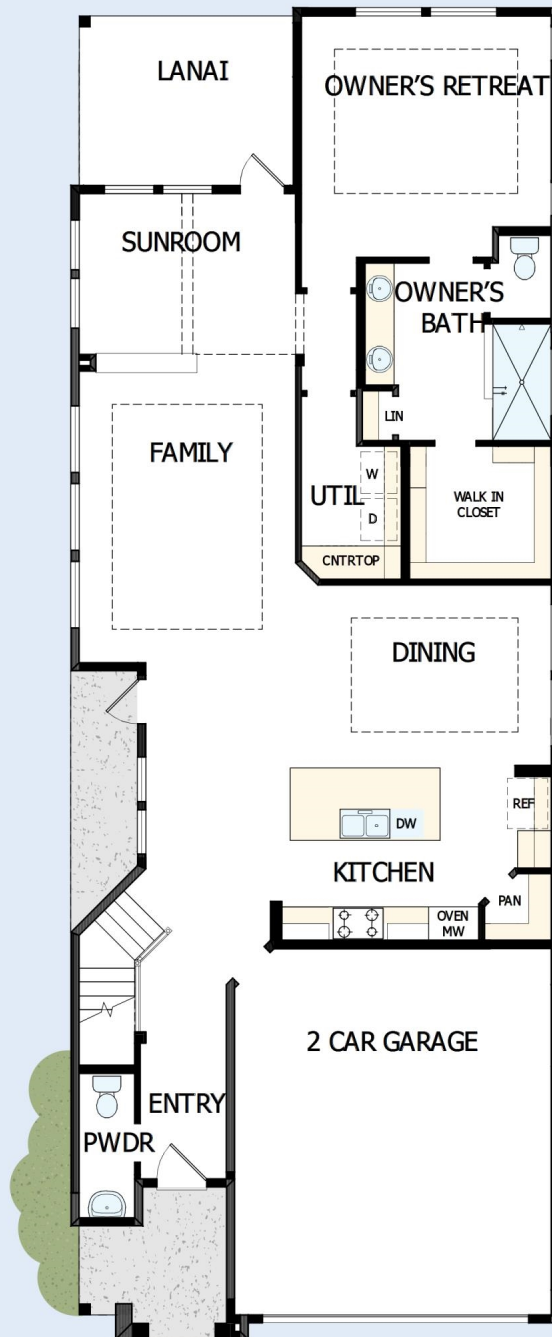 LANAI
OWNER'S RETREAT
SUNROOM
OWNER'S
BATH
LIN
FAMILY
W
UTIL
D
WALK IN
CLOSET
CNTRTOP
DINING
REF
DW
KITCHEN
PAN
OVEN
MW
2 CAR GARAGE
ENTRY
PWDR